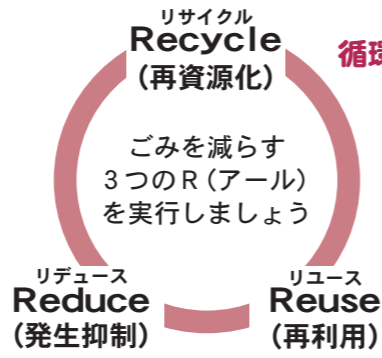 リサイクル
Recycle
(再資源化)
循環
ごみを減らす
3つのR(アール)
を実行しましょう
リデュース
Reduce
(発生抑制)
リユース
Reuse
(再利用)